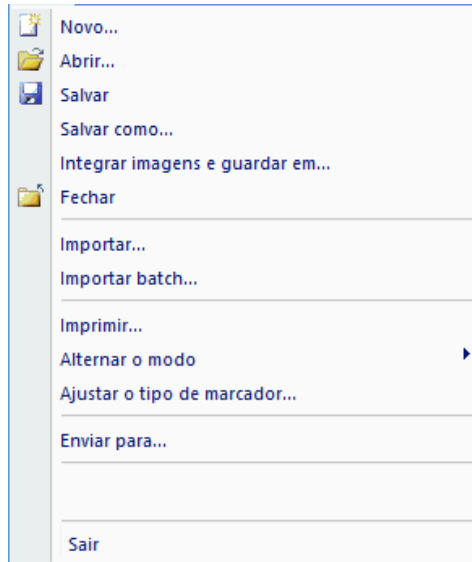 Novo...
Abrir...
Salvar
Salvar como...
Integrar imagens e guardar em...
Fechar
Importar...
Importar batch...
Imprimir...
Alternar o modo
Ajustar o tipo de marcador...
Enviar para...
Sair